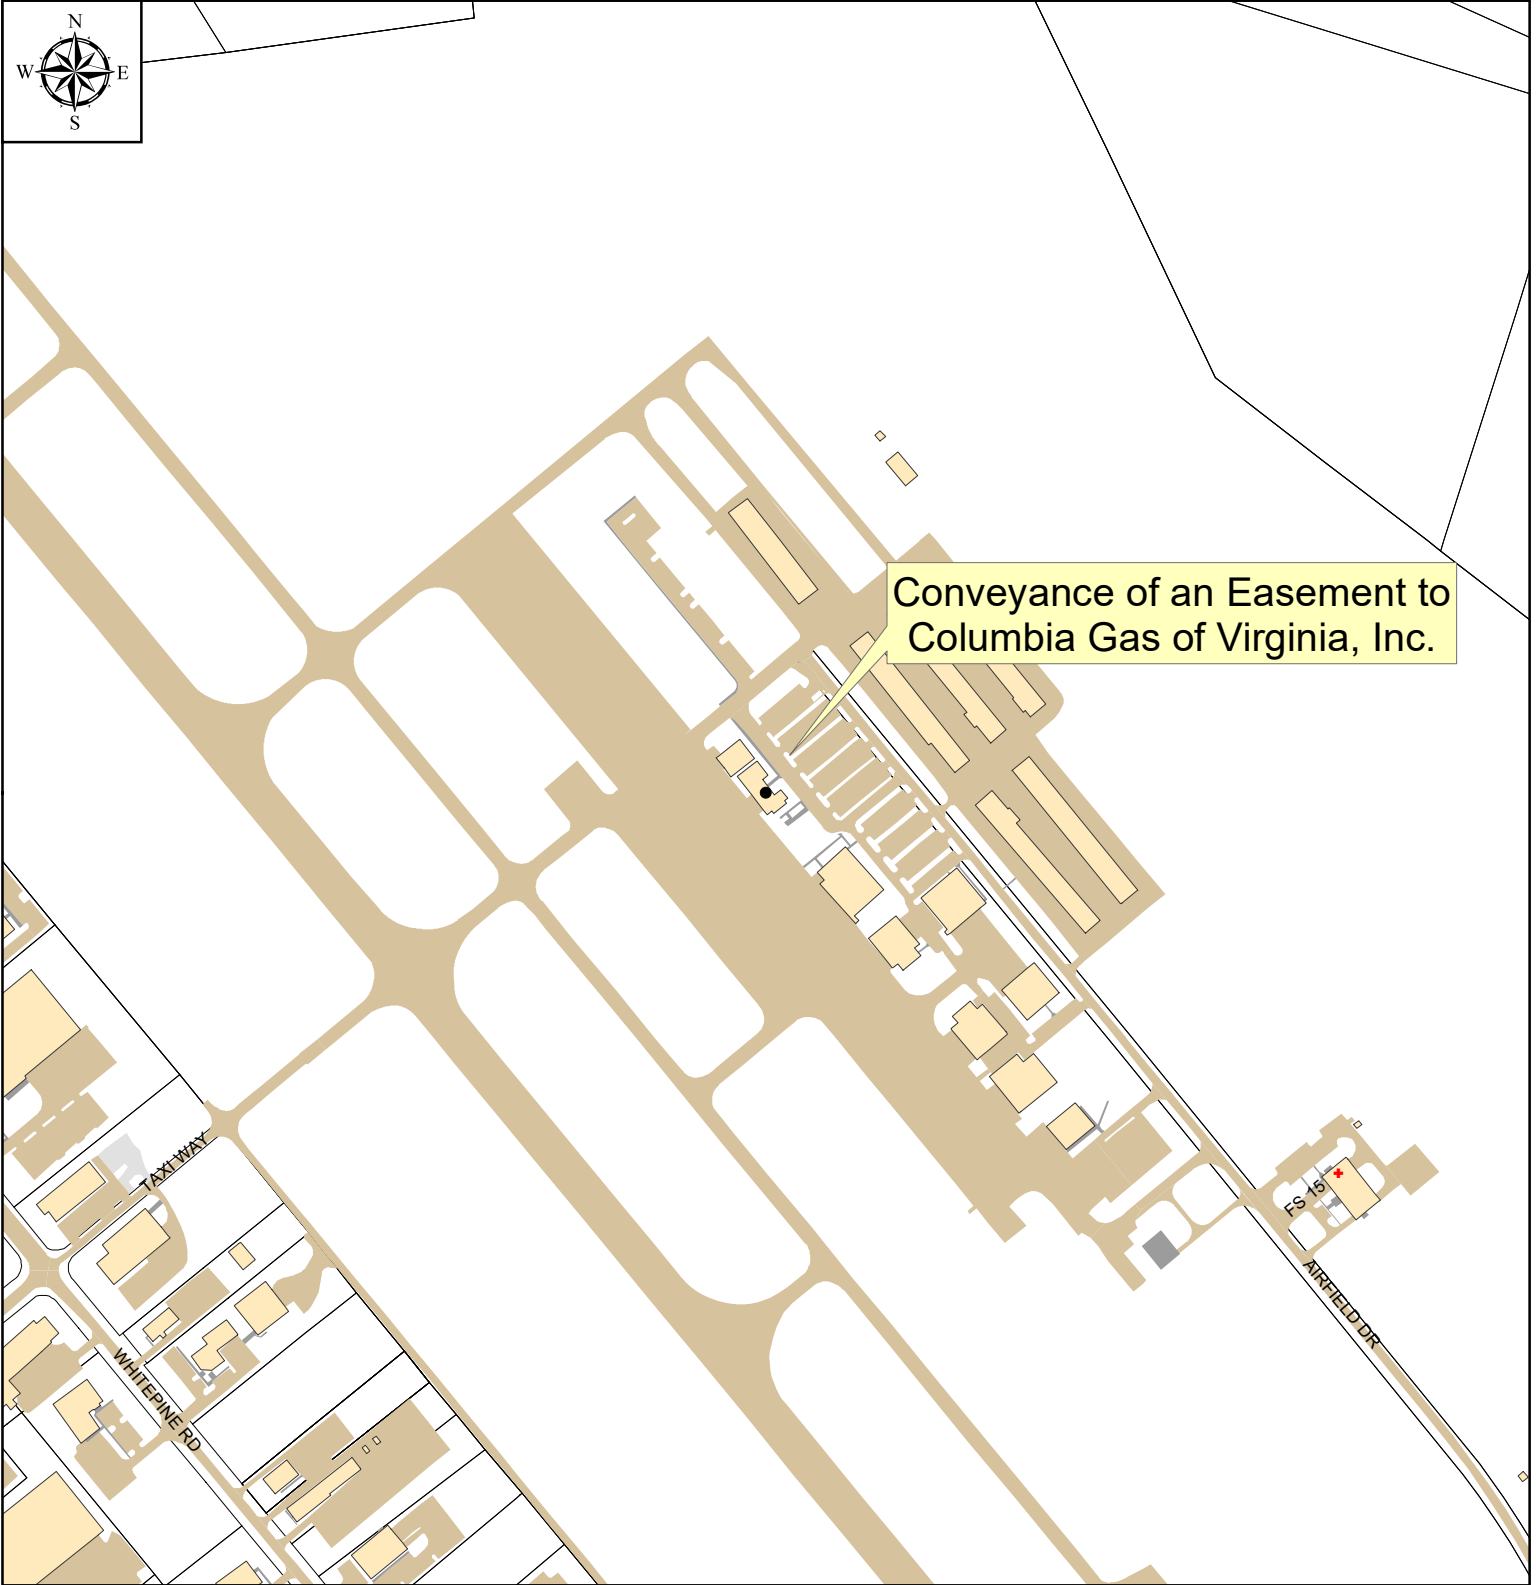 N
W E
S
Conveyance of an Easement to
Columbia Gas of Virginia, Inc.
TAXI WAY
FS 15
AIRFIELD DR
WHITEPINE RD